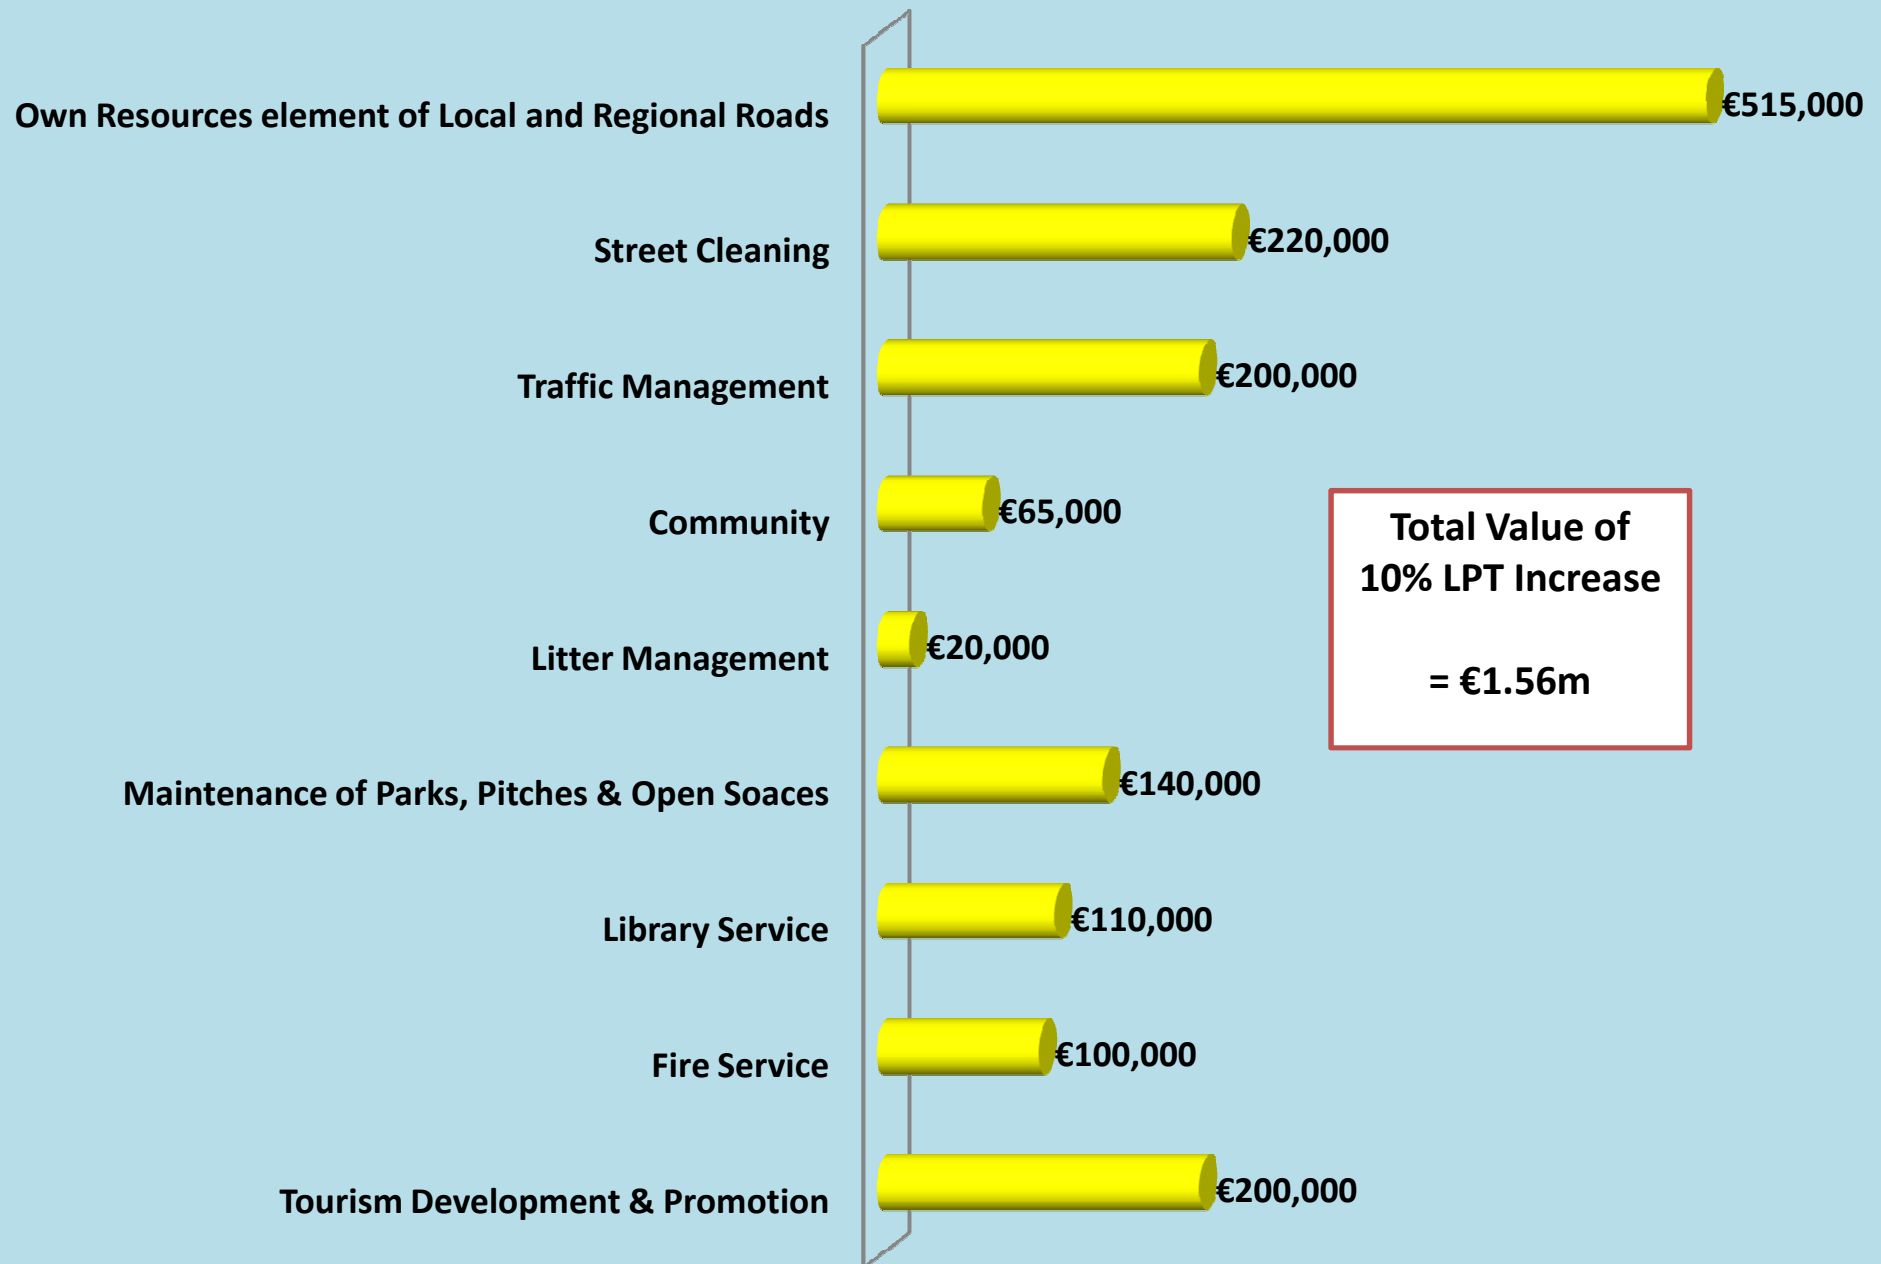 Own Resources element of Local and Regional Roads €515,000
Street Cleaning €220,000
Traffic Management €200,000
Community €65,000
Litter Management €20,000
Maintenance of Parks, Pitches & Open Soaces €140,000
Library Service €110,000
Fire Service €100,000
Tourism Development & Promotion €200,000
Total Value of
10% LPT Increase
= €1.56m